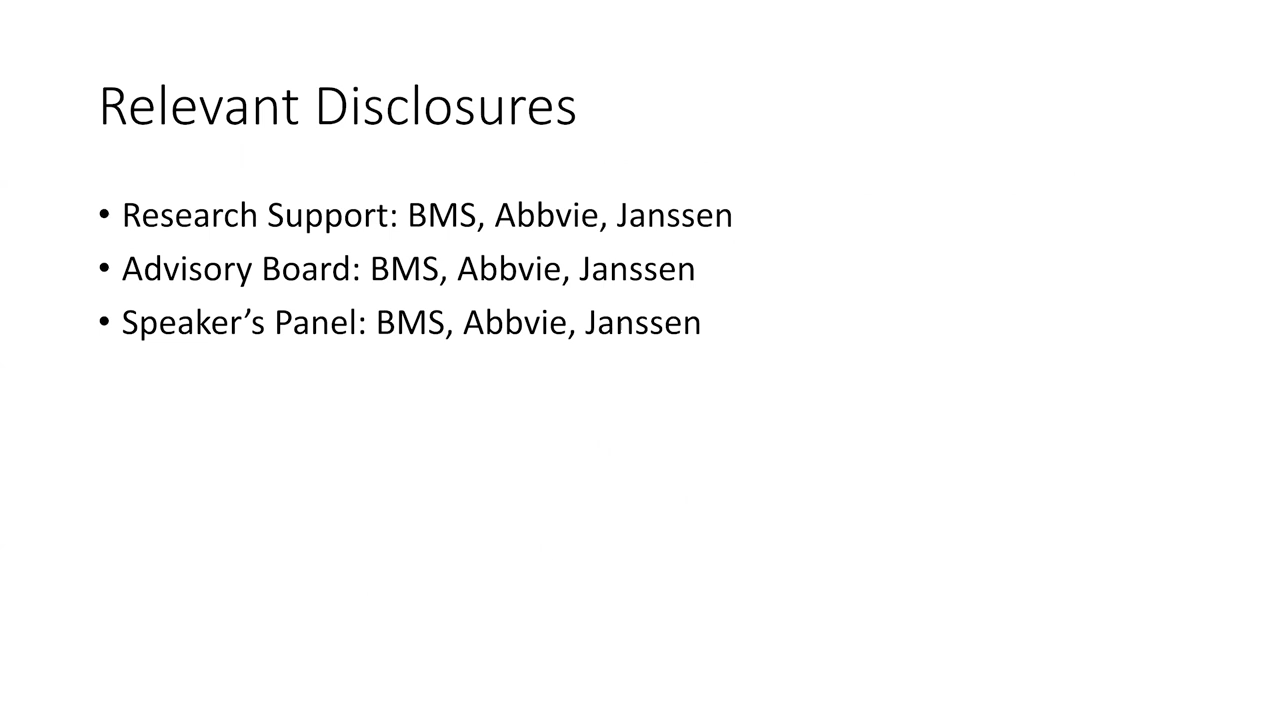 Relevant Disclosures
• Research Support: BMS, Abbvie, Janssen
• Advisory Board: BMS, Abbvie, Janssen
• Speaker’s Panel: BMS, Abbvie, Janssen